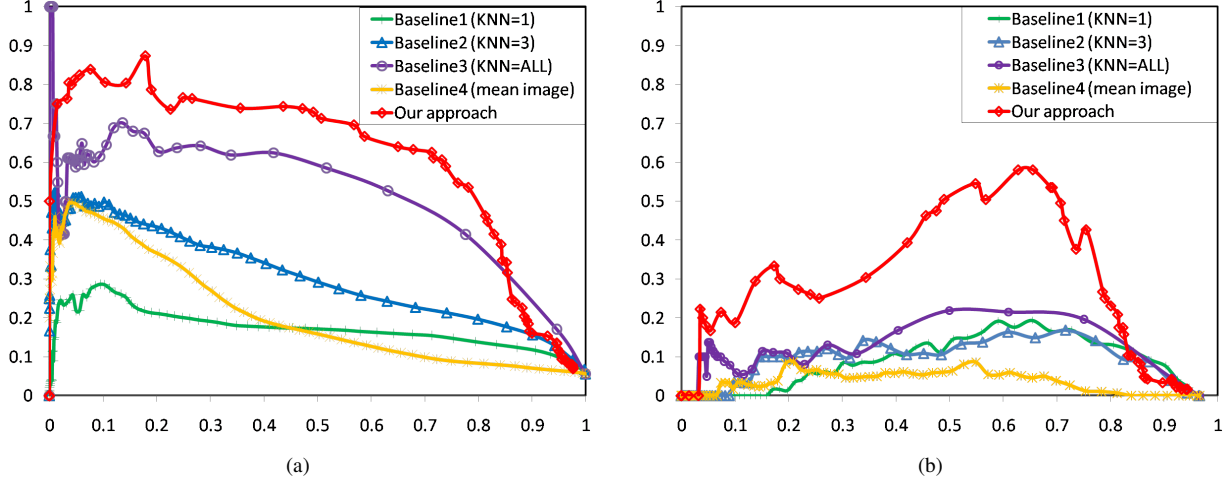 1
0.9
0.8
0.7
0.6
0.5
0.4
0.3
0.2
0.1
0
0 0.1 0.2 0.3 0.4 0.5 0.6 0.7 0.8 0.9 1
Baseline1 (KNN=1)
Baseline2 (KNN=3)
Baseline3 (KNN=ALL)
Baseline4 (mean image)
Our approach
(a)
1
0.9
0.8
0.7
0.6
0.5
0.4
0.3
0.2
0.1
0
0 0.1 0.2 0.3 0.4 0.5 0.6 0.7 0.8 0.9 1
Baseline1 (KNN=1)
Baseline2 (KNN=3)
Baseline3 (KNN=ALL)
Baseline4 (mean image)
Our approach
(b)